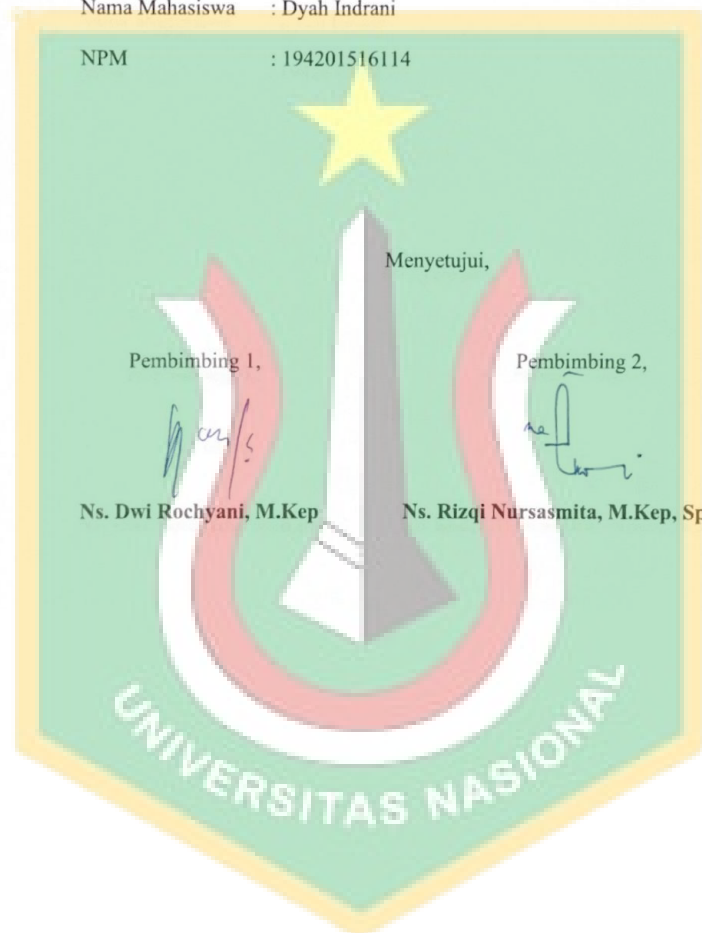 Nama Mahasiswa : Dyah Indrani
NPM : 194201516114
Menyetujui,
Pembimbing 1, Pembimbing 2,
Ns. Dwi Rochyani, M.Kep Ns. Rizqi Nursasmita, M.Kep, Sp
UNIVERSITAS NASIONAL